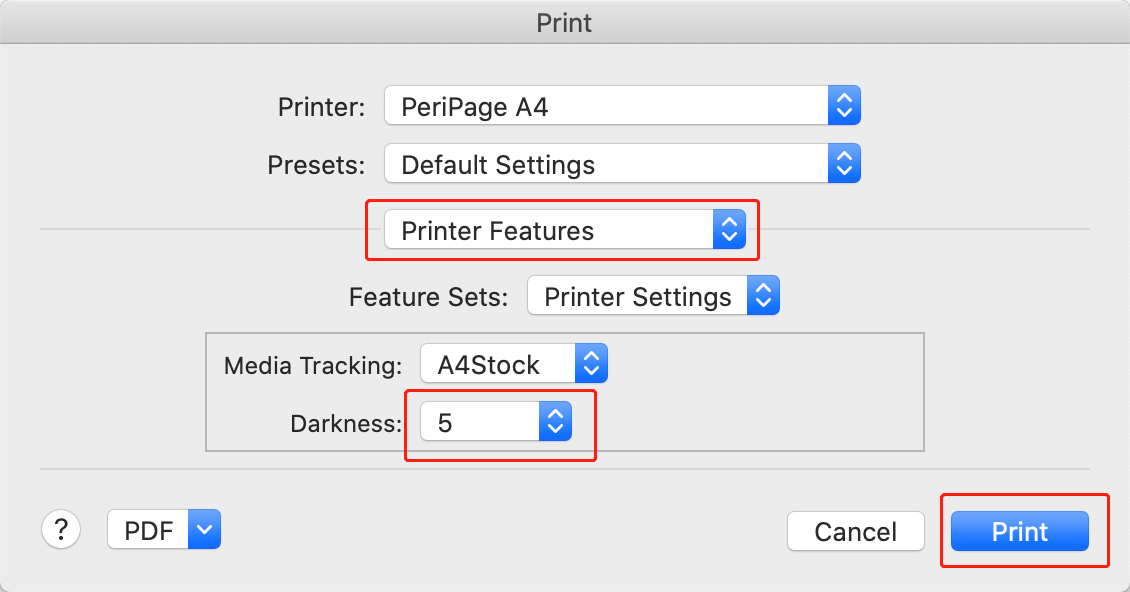 Print
Printer: PeriPage A4
Presets: Default Settings
Printer Features
Feature Sets: Printer Settings
Media Tracking: A4Stock
Darkness: 5
? PDF Cancel Print